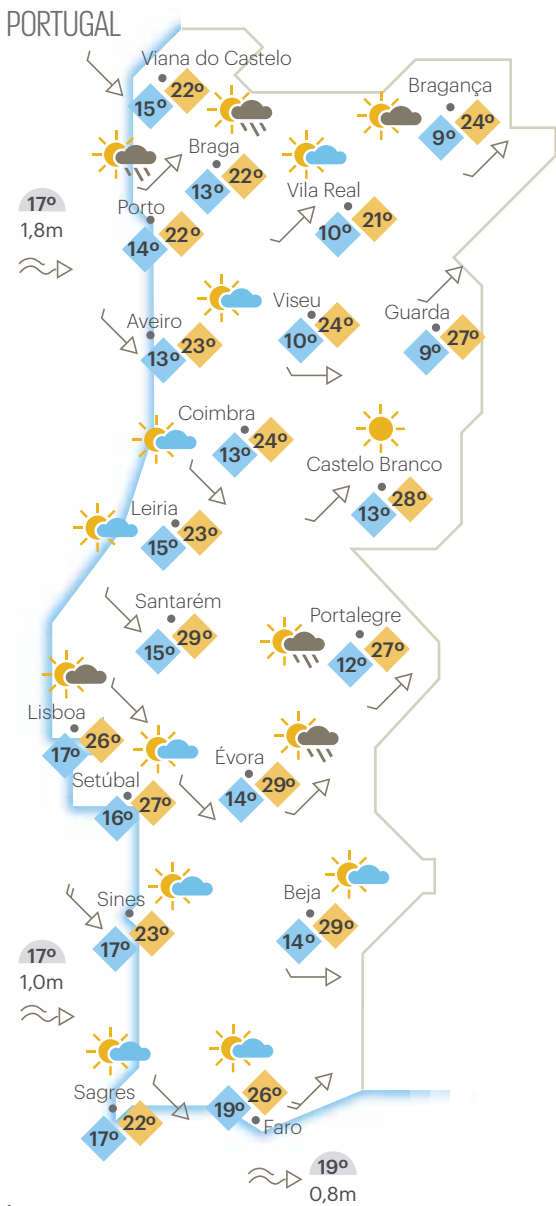 PORTUGAL
Viana do Castelo
15º 22º
Bragança
9º 24º
Braga
13º 22º
Vila Real
10º 21º
17º
1,8m
Porto
14º 22º
Aveiro
13º 23º
Viseu
10º 24º
Guarda
9º 27º
Coimbra
13º 24º
Castelo Branco
13º 28º
Leiria
15º 23º
Santarém
15º 29º
Portalegre
12º 27º
Lisboa
17º 26º
Setúbal
16º 27º
Évora
14º 29º
Sines
17º 23º
Beja
14º 29º
17º
1,0m
Sagres
17º 22º
19º 26º
Faro
19º
0,8m